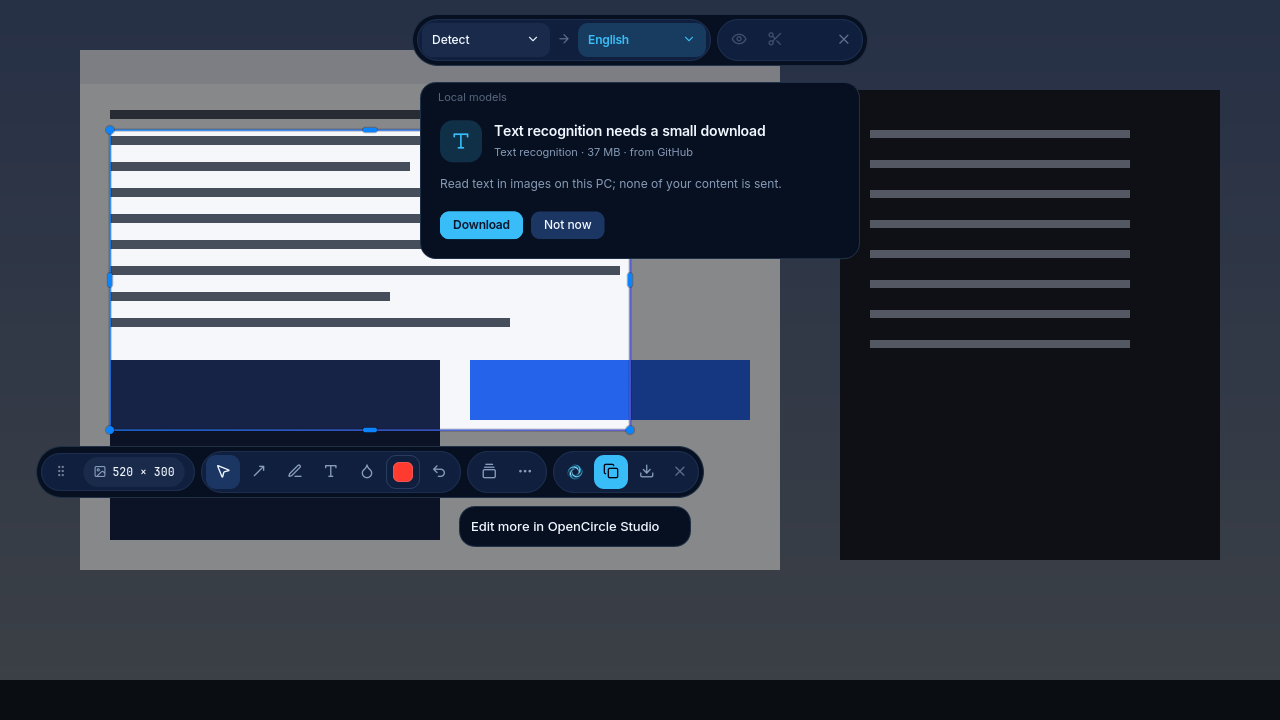 Detect
English
Local models
Text recognition needs a small download
Text recognition · 37 MB · from GitHub
Read text in images on this PC; none of your content is sent.
Download
Not now
520 × 300
Edit more in OpenCircle Studio